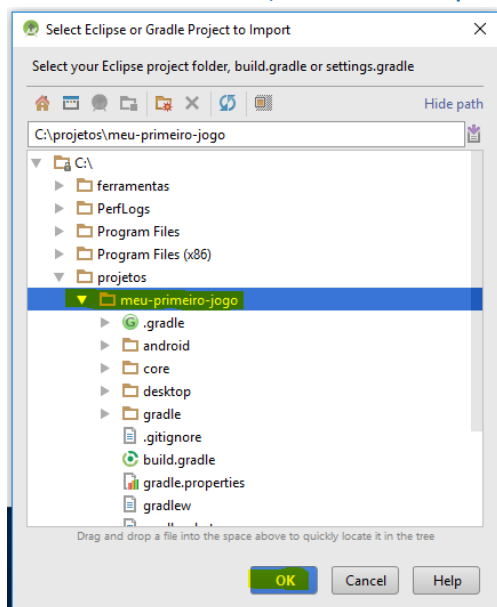 Select Eclipse or Gradle Project to Import
Select your Eclipse project folder, build.gradle or settings.gradle
Hide path
C:\projetos\meu-primeiro-jogo
C:\
ferramentas
PerfLogs
Program Files
Program Files (x86)
projetos
meu-primeiro-jogo
.gradle
android
core
desktop
gradle
.gitignore
build.gradle
gradle.properties
gradlew
Drag and drop a file into the space above to quickly locate it in the tree
OK Cancel Help